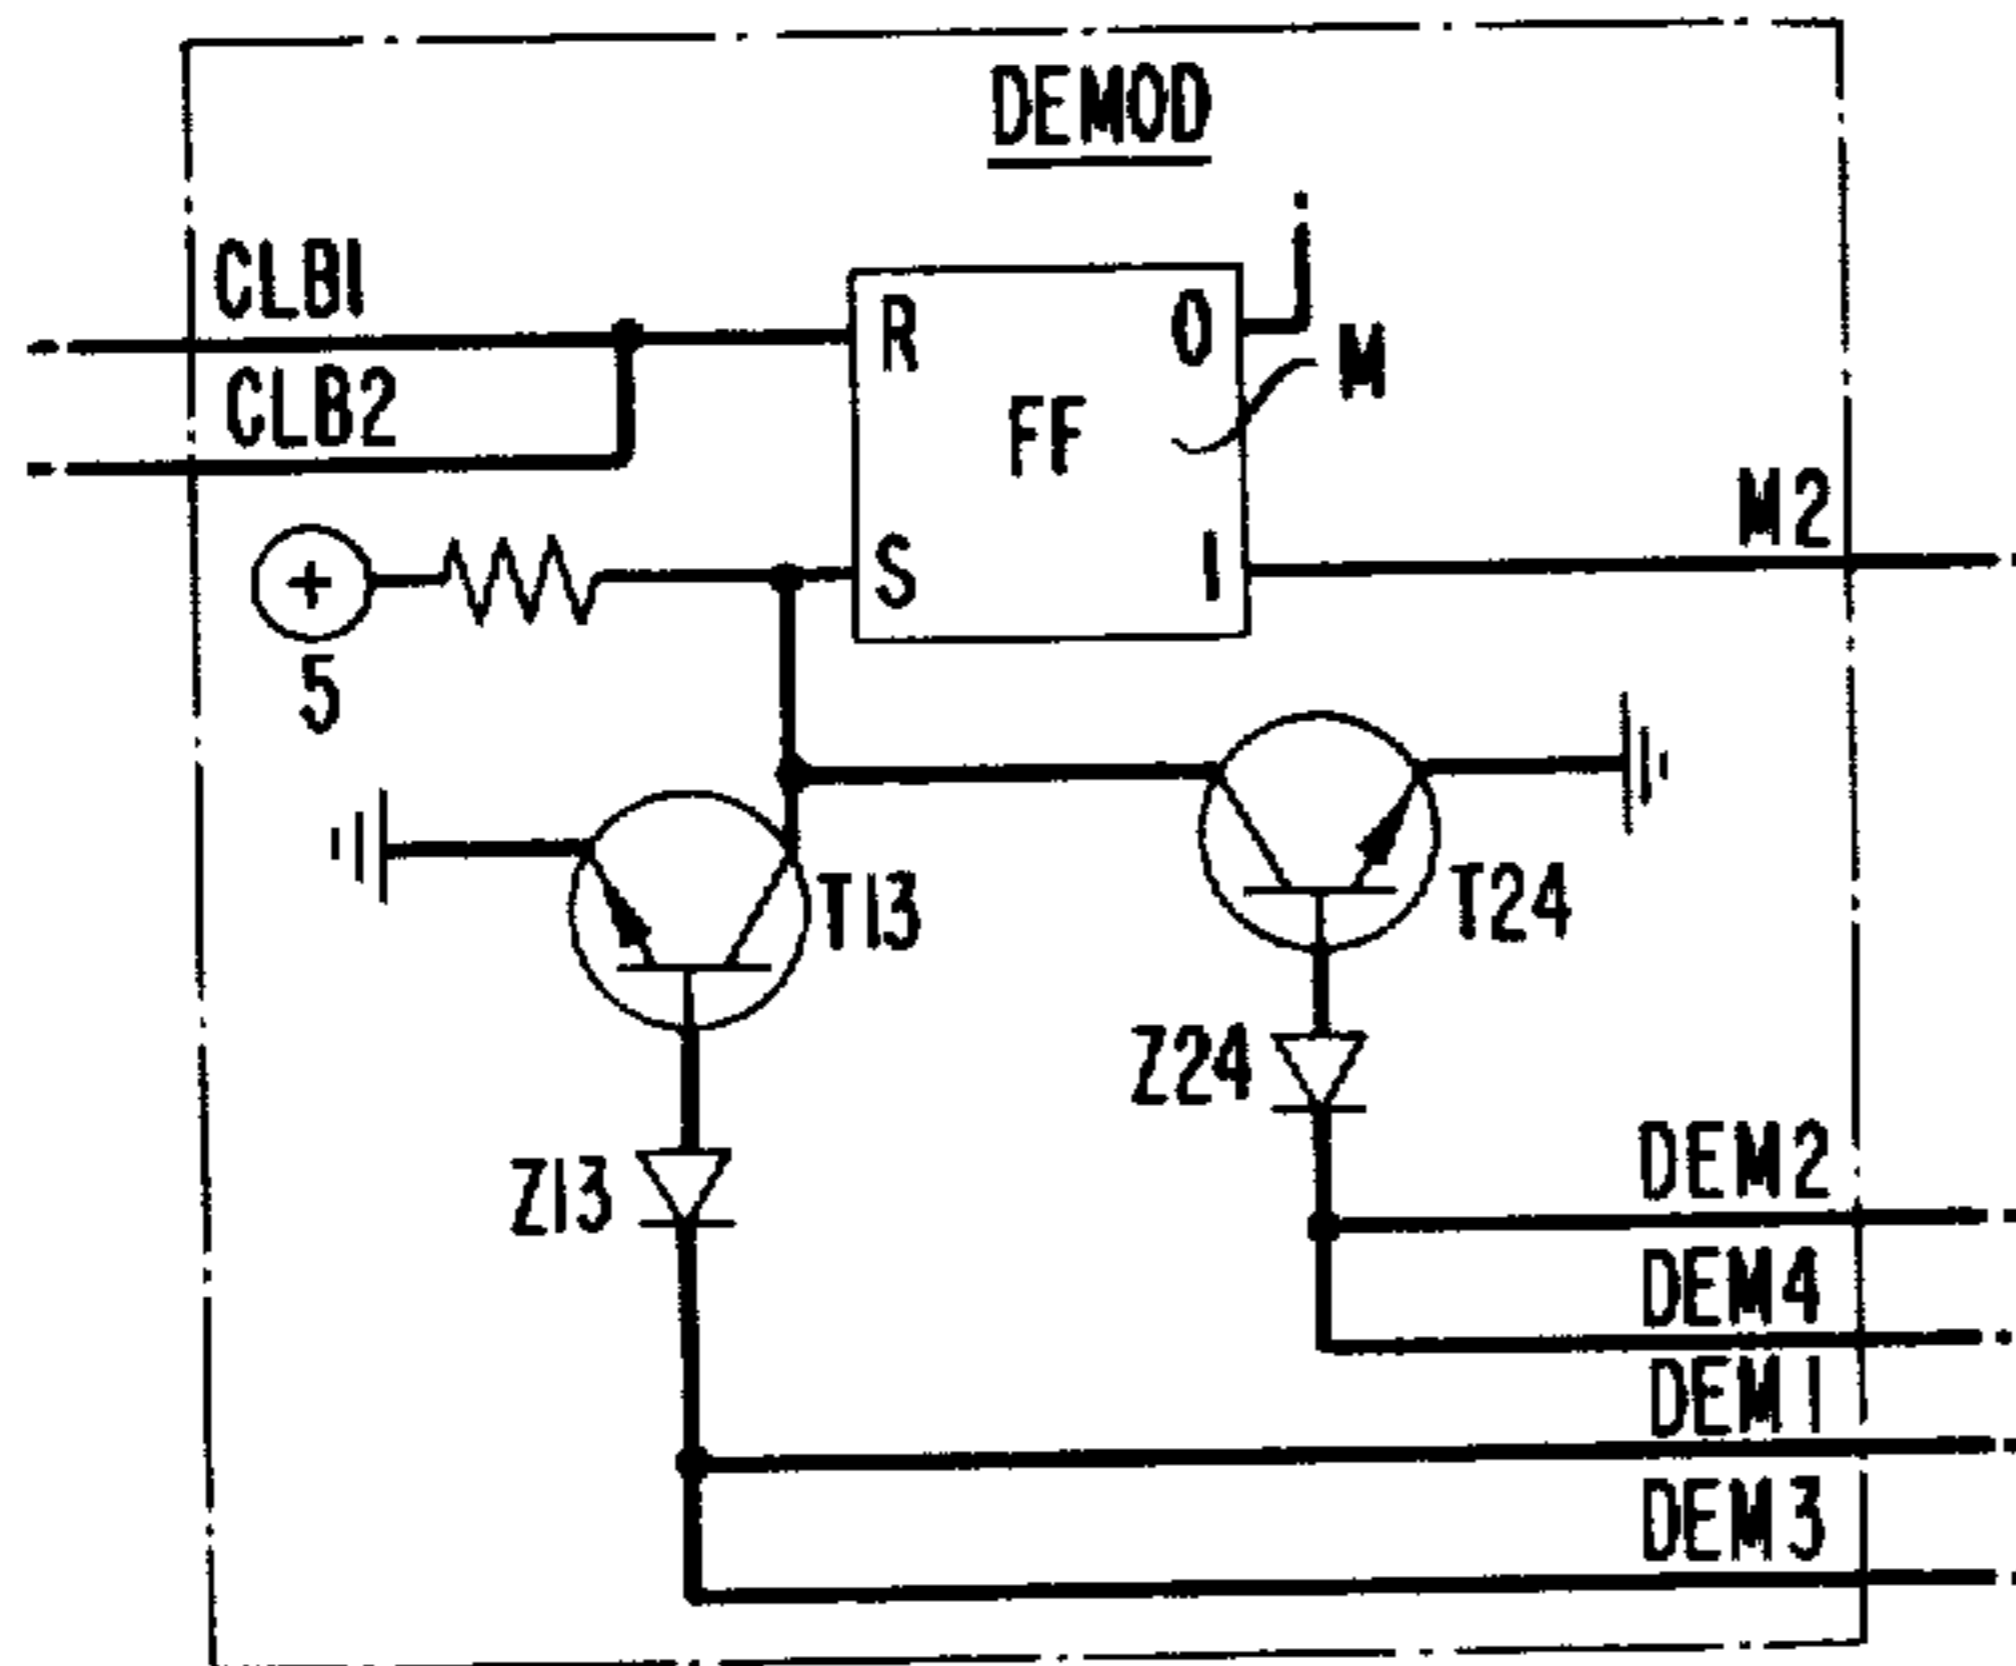 DEMOD
CLB1
CLB2
R
0
M
FF
S
1
M2
+
5
T13
T24
Z24
Z13
DEM2
DEM4
DEM1
DEM3